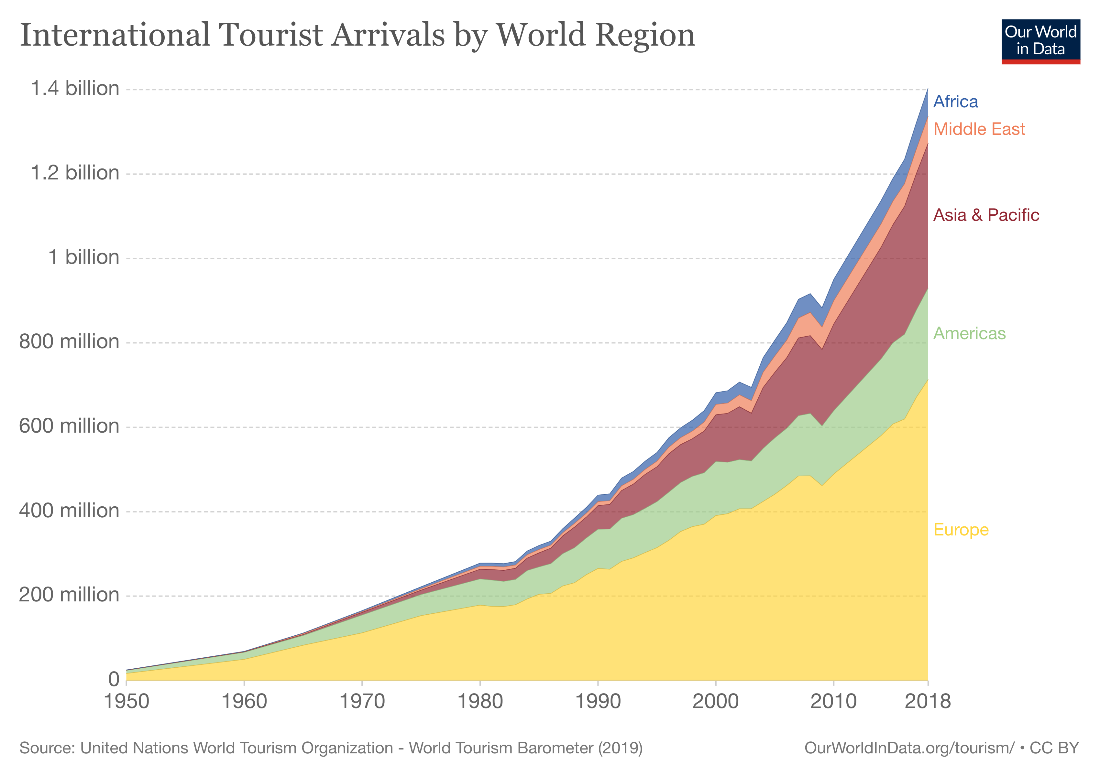 International Tourist Arrivals by World Region
Our World
in Data
1.4 billion
1.2 billion
1 billion
800 million
600 million
400 million
200 million
0
Africa
Middle East
Asia & Pacific
Americas
Europe
1950 1960 1970 1980 1990 2000 2010 2018
Source: United Nations World Tourism Organization - World Tourism Barometer (2019)
OurWorldInData.org/tourism/ • CC BY